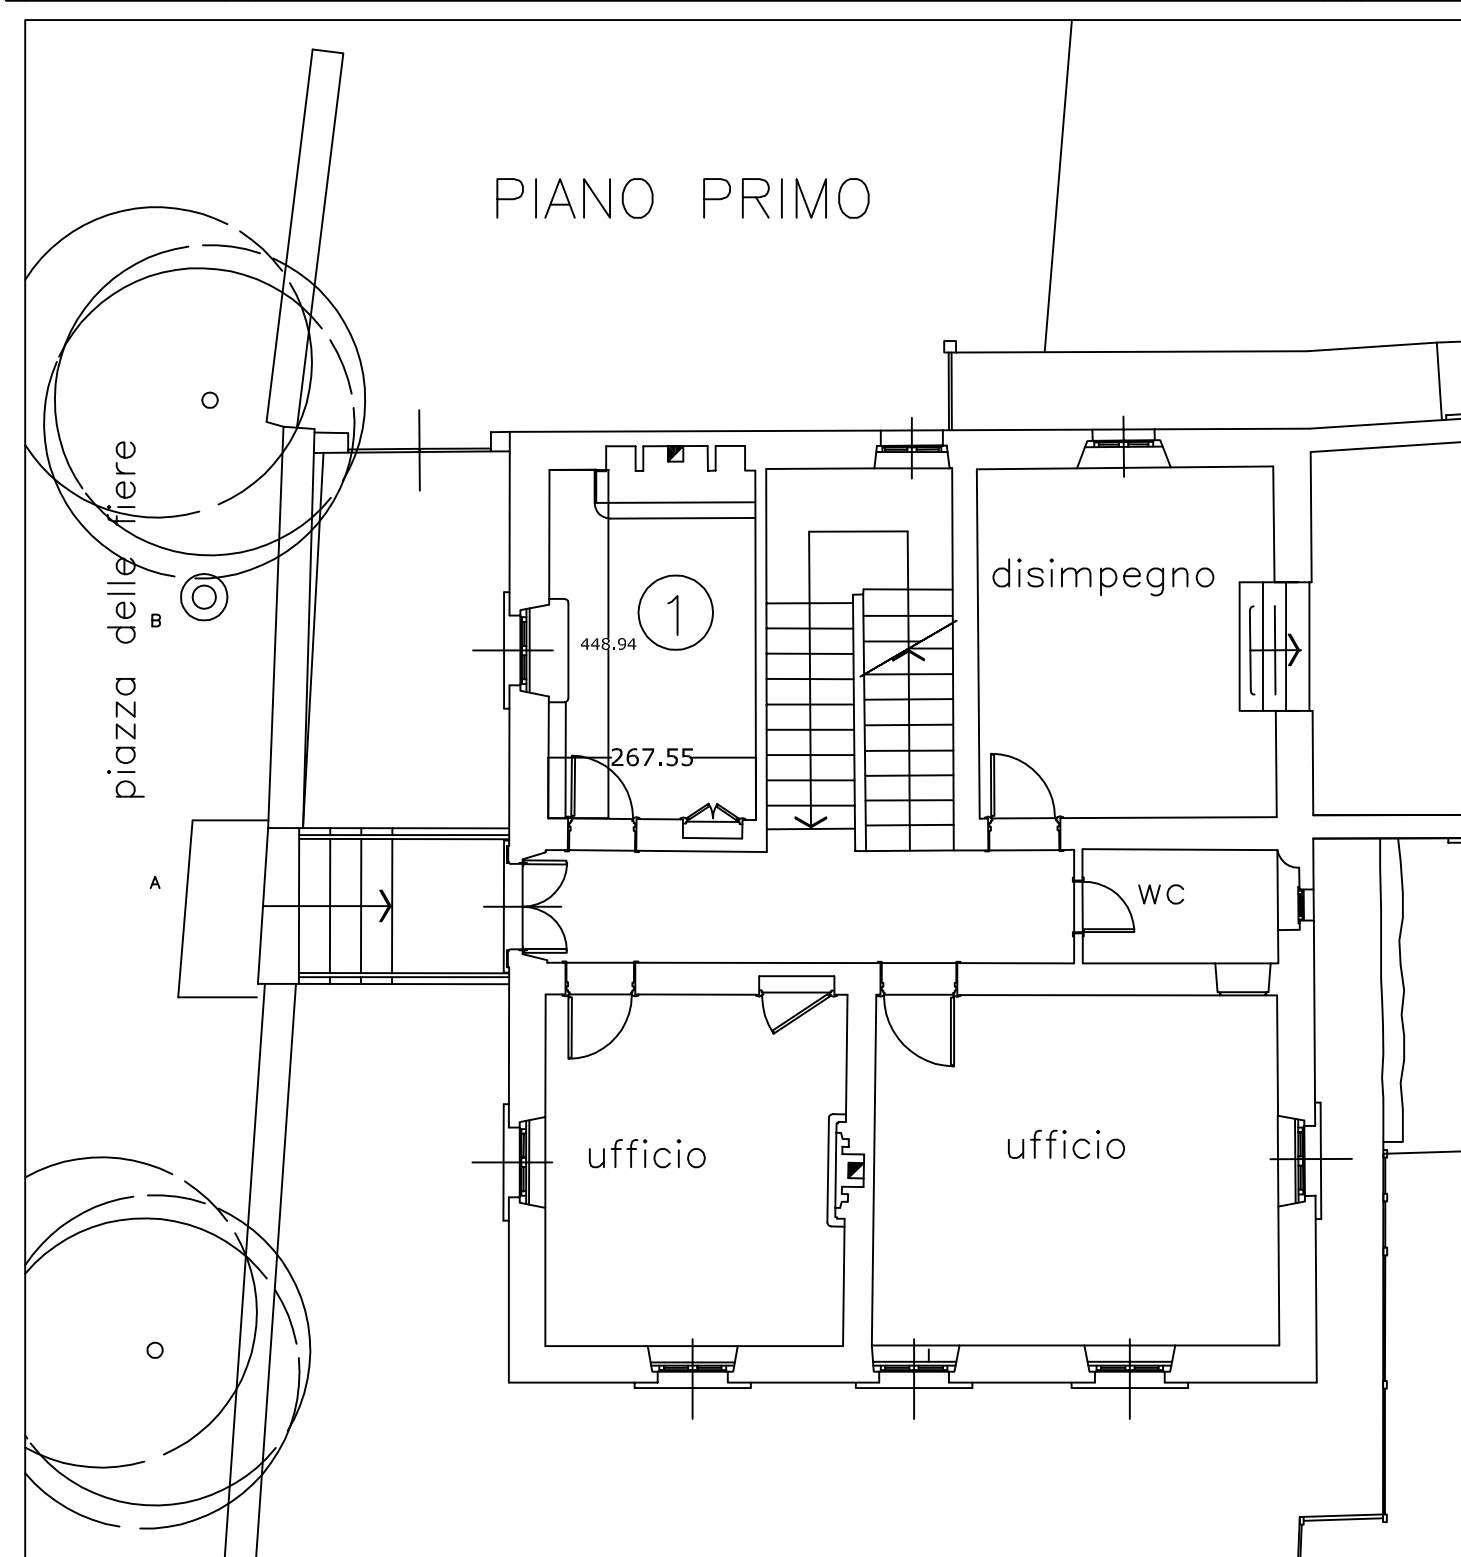 PIANO PRIMO
piazza delle fiere
disimpegno
1
B
448.94
267.55
A
WC
ufficio
ufficio